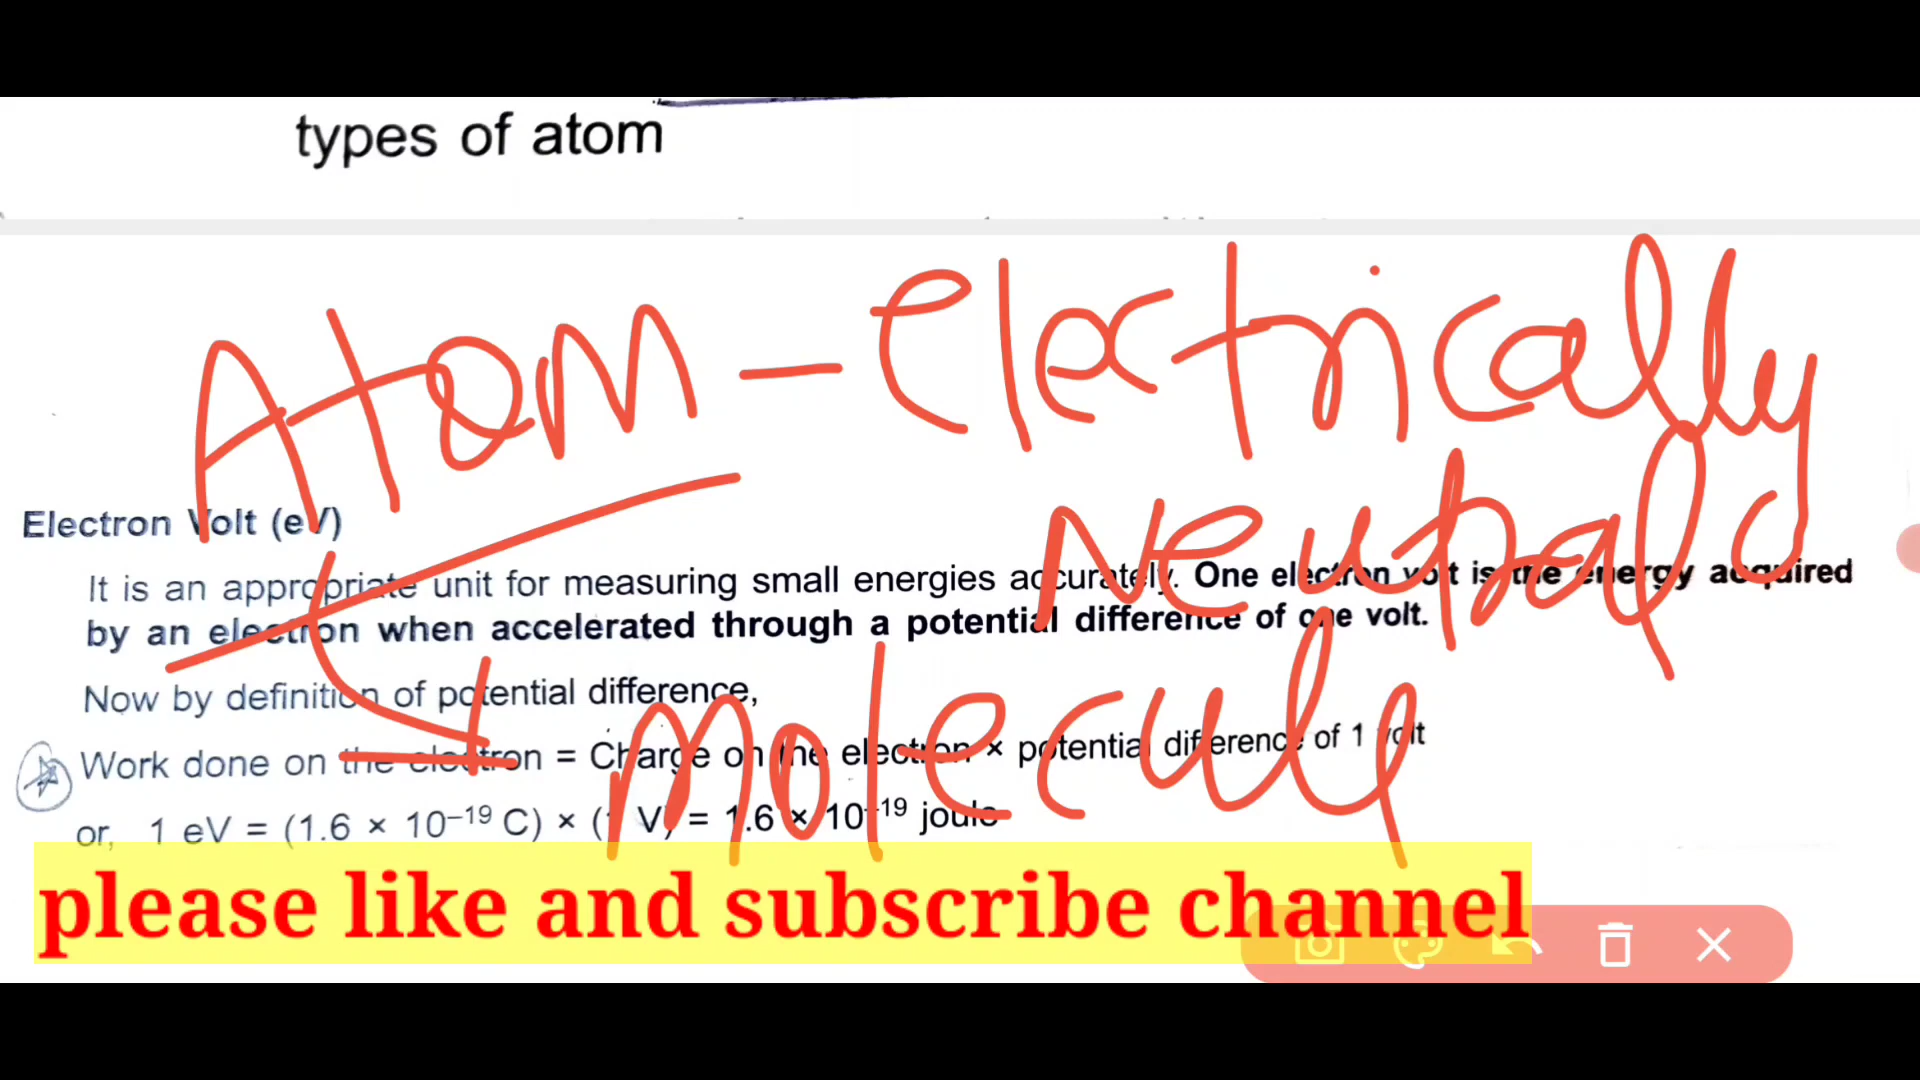 types of atom
Atom - Electrically
Neutral
Electron Volt (eV)
It is an appropriate unit for measuring small energies accurately. One electron volt is the energy acquired
by an electron when accelerated through a potential difference of one volt.
Now by definition of potential difference,
Molecule
Work done on the electron = Charge on the electron × potential difference of 1 volt
or, 1 eV = (1.6 × 10⁻¹⁹ C) × (1 V) = 1.6 × 10⁻¹⁹ joule
please like and subscribe channel